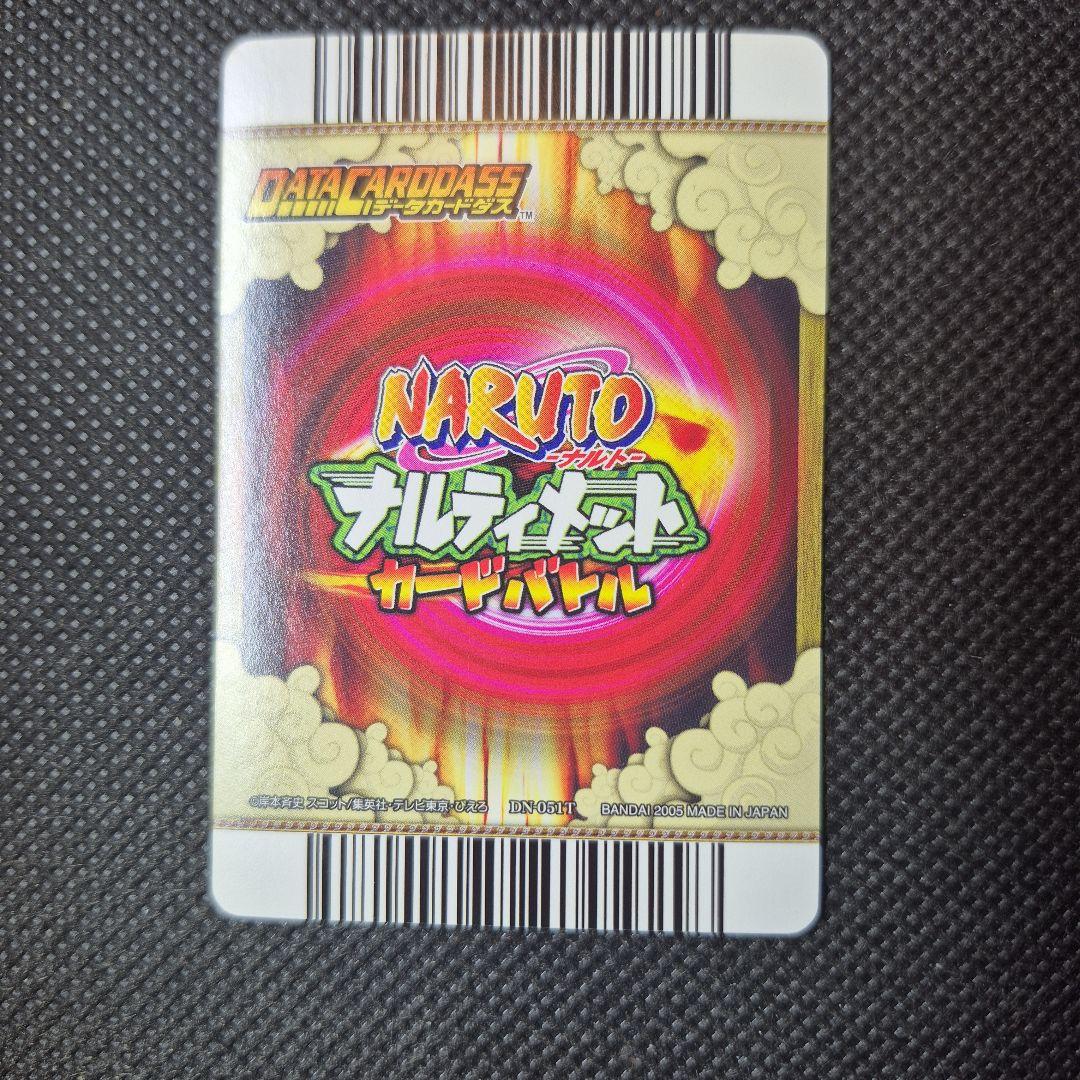 DATACARDDASS
データカードダス™
NARUTO
-ナルト-
ナルティメット
カードバトル
©岸本斉史 スコット/集英社・テレビ東京・ぴえろ DN-051T BANDAI 2005 MADE IN JAPAN